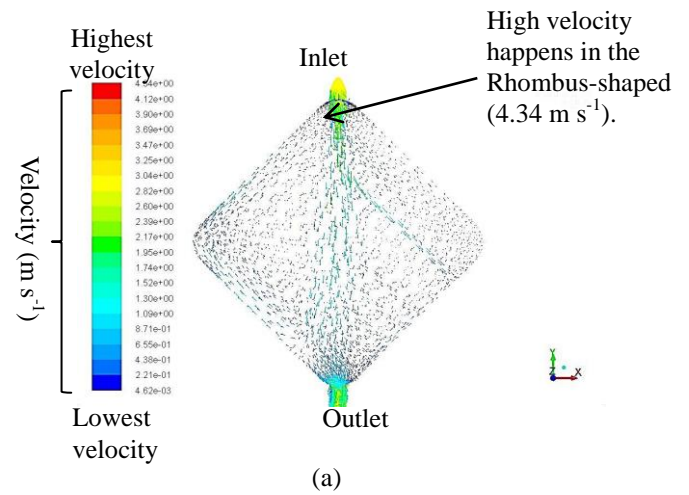 Highest
velocity
Inlet
High velocity
happens in the
Rhombus-shaped
(4.34 m s⁻¹).
4.34e+00
4.12e+00
3.90e+00
3.69e+00
3.47e+00
3.25e+00
3.04e+00
2.82e+00
2.60e+00
2.39e+00
2.17e+00
1.95e+00
1.74e+00
1.52e+00
1.30e+00
1.09e+00
8.71e-01
6.55e-01
4.38e-01
2.21e-01
4.62e-03
Velocity (m s⁻¹)
Y
Z
X
Lowest
velocity
Outlet
(a)